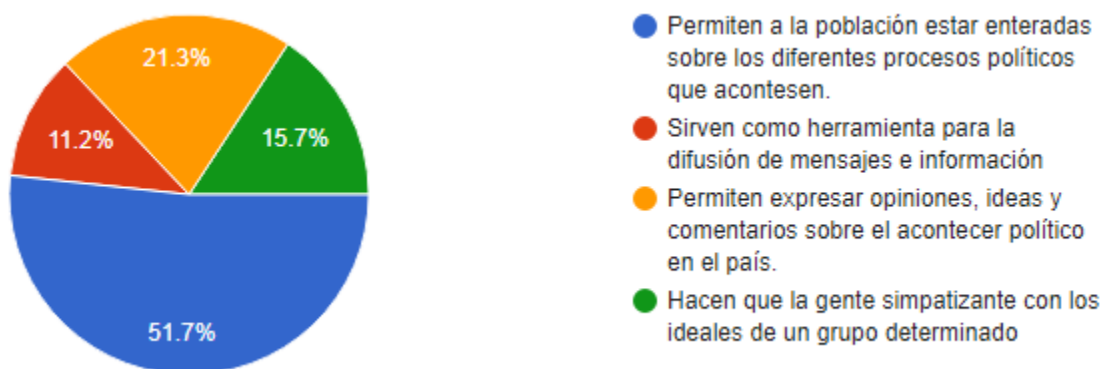 21.3%
11.2%
15.7%
51.7%
Permiten a la población estar enteradas
sobre los diferentes procesos políticos
que acontesen.
Sirven como herramienta para la
difusión de mensajes e información
Permiten expresar opiniones, ideas y
comentarios sobre el acontecer político
en el país.
Hacen que la gente simpatizante con los
ideales de un grupo determinado